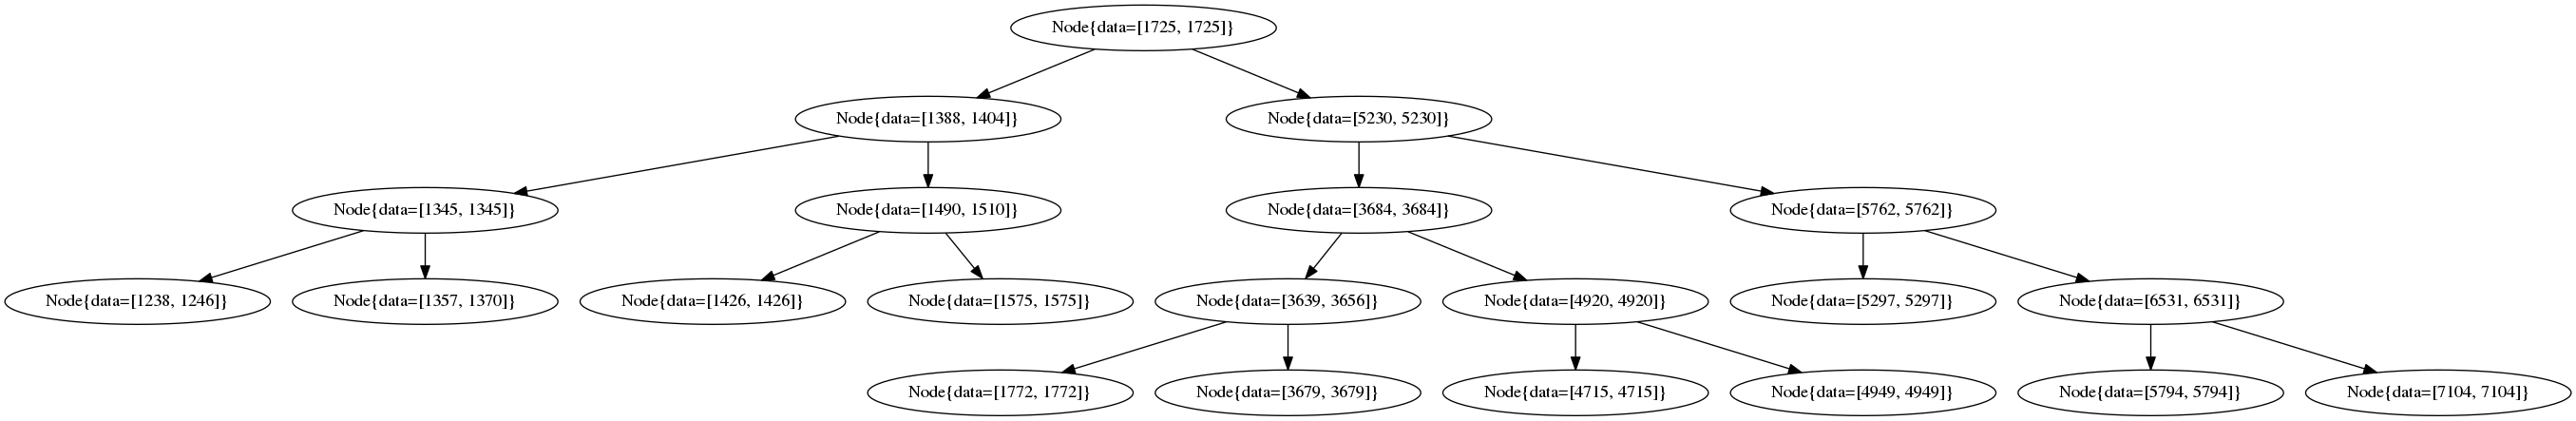 Node{data=[1725, 1725]}
Node{data=[1388, 1404]}
Node{data=[5230, 5230]}
Node{data=[1345, 1345]}
Node{data=[1490, 1510]}
Node{data=[3684, 3684]}
Node{data=[5762, 5762]}
Node{data=[1238, 1246]}
Node{data=[1357, 1370]}
Node{data=[1426, 1426]}
Node{data=[1575, 1575]}
Node{data=[3639, 3656]}
Node{data=[4920, 4920]}
Node{data=[5297, 5297]}
Node{data=[6531, 6531]}
Node{data=[1772, 1772]}
Node{data=[3679, 3679]}
Node{data=[4715, 4715]}
Node{data=[4949, 4949]}
Node{data=[5794, 5794]}
Node{data=[7104, 7104]}